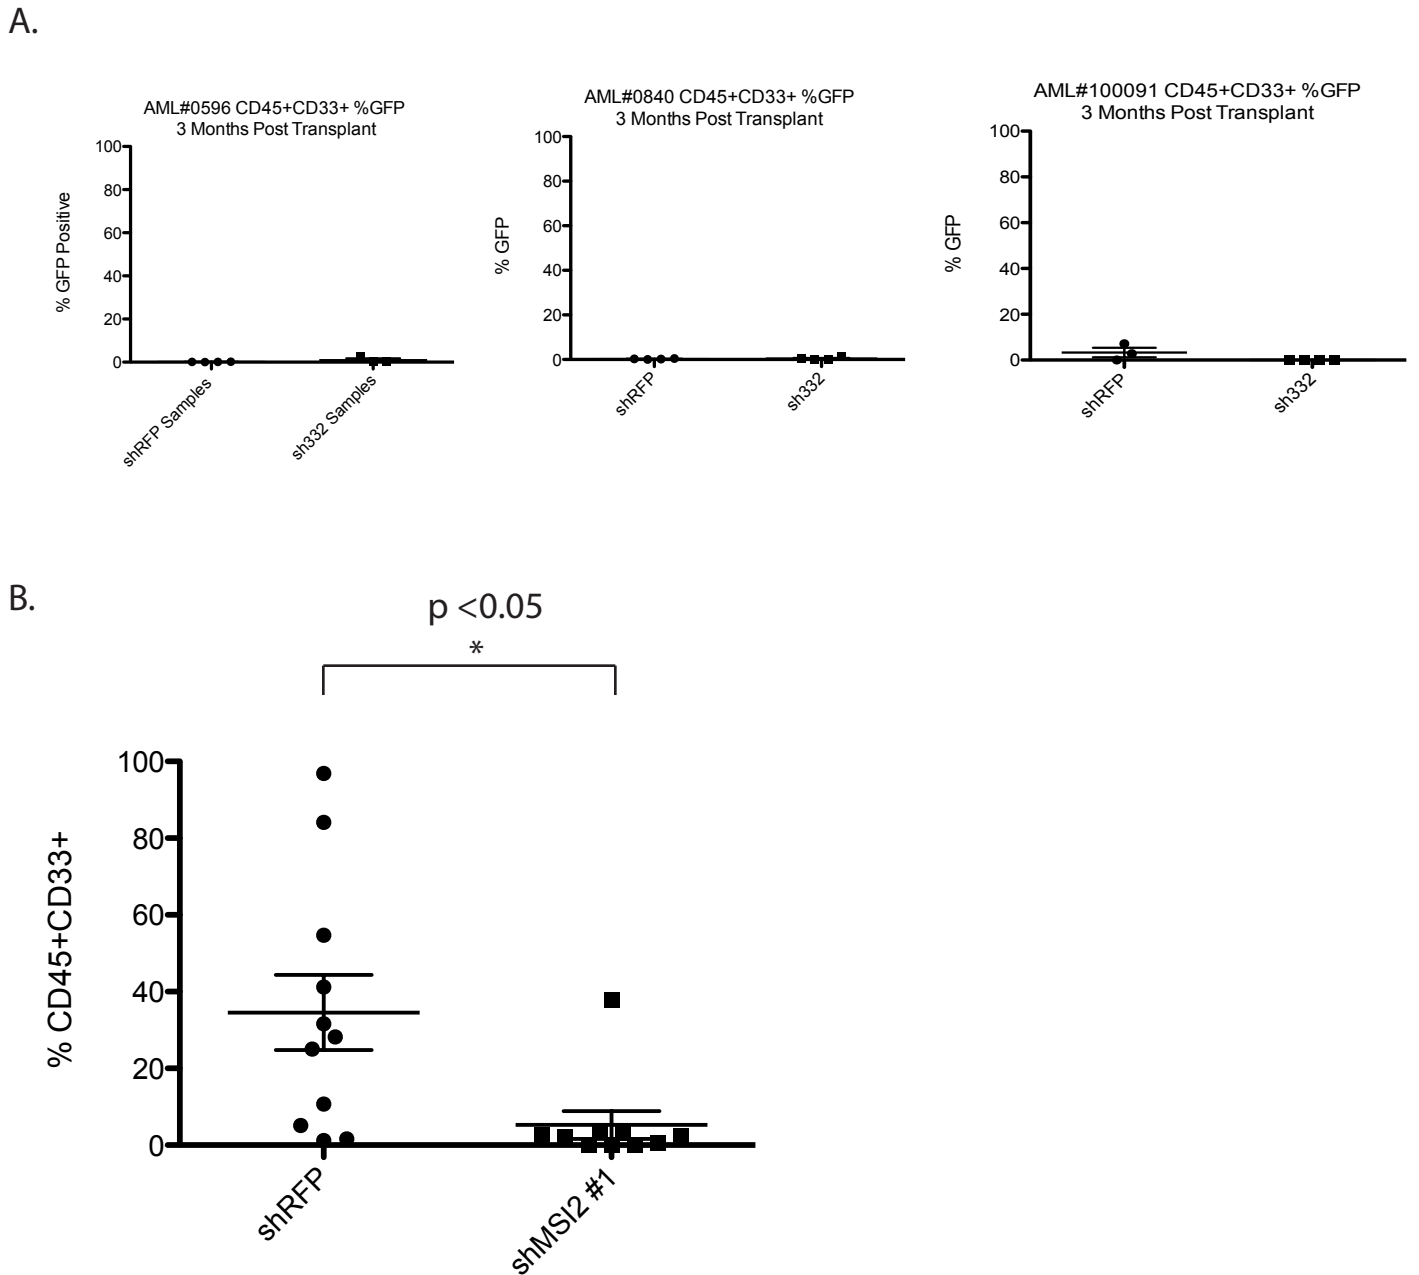 A.
AML#0596 CD45+CD33+ %GFP
3 Months Post Transplant
% GFP Positive
100
80
60
40
20
0
shRFP Samples
sh332 Samples
AML#0840 CD45+CD33+ %GFP
3 Months Post Transplant
% GFP
100
80
60
40
20
0
shRFP
sh332
AML#100091 CD45+CD33+ %GFP
3 Months Post Transplant
% GFP
100
80
60
40
20
0
shRFP
sh332
B.
p <0.05
*
% CD45+CD33+
100
80
60
40
20
0
shRFP
shMSI2 #1